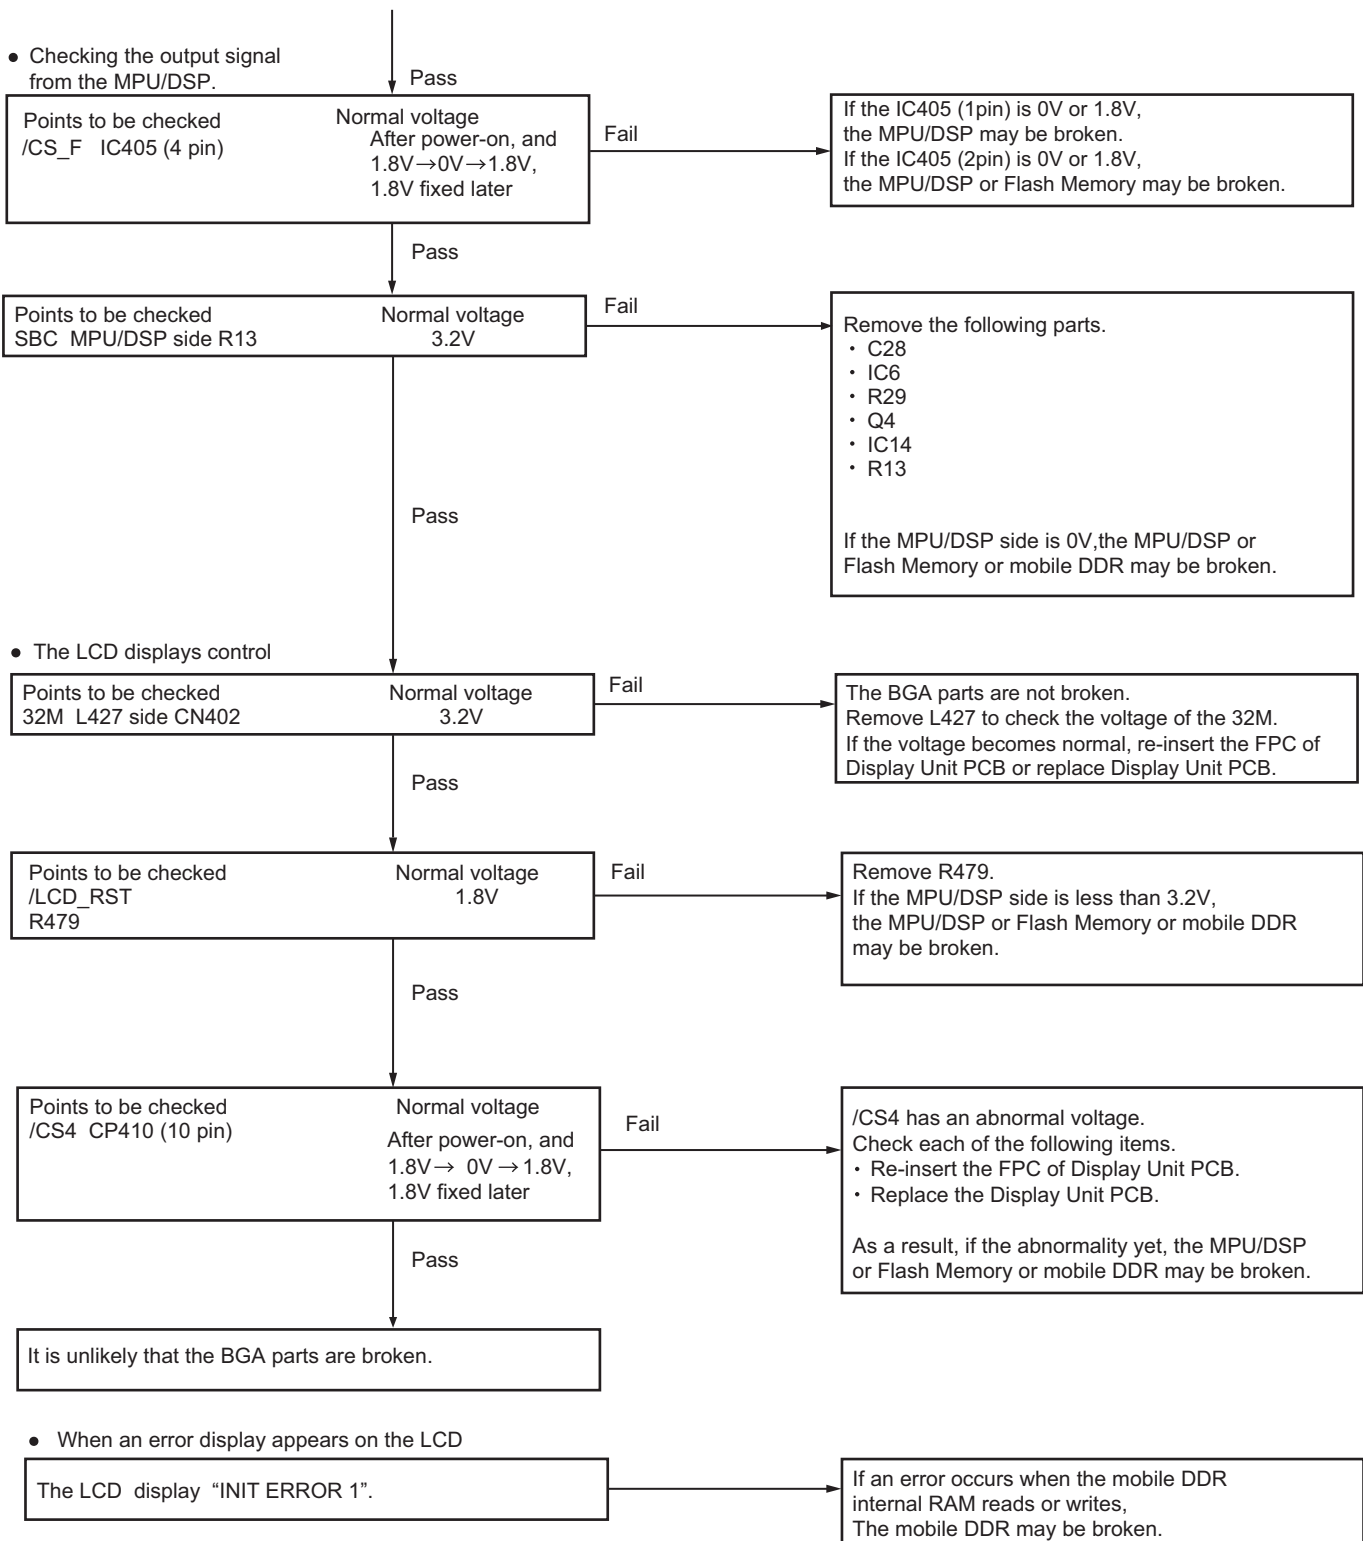 ● Checking the output signal
from the MPU/DSP.
Pass
Points to be checked
/CS_F IC405 (4 pin)
Normal voltage
After power-on, and
1.8V→0V→1.8V,
1.8V fixed later
Fail
If the IC405 (1pin) is 0V or 1.8V,
the MPU/DSP may be broken.
If the IC405 (2pin) is 0V or 1.8V,
the MPU/DSP or Flash Memory may be broken.
Pass
Points to be checked
SBC MPU/DSP side R13
Normal voltage
3.2V
Fail
Remove the following parts.
・ C28
・ IC6
・ R29
・ Q4
・ IC14
・ R13
If the MPU/DSP side is 0V,the MPU/DSP or
Flash Memory or mobile DDR may be broken.
Pass
● The LCD displays control
Points to be checked
32M L427 side CN402
Normal voltage
3.2V
Fail
The BGA parts are not broken.
Remove L427 to check the voltage of the 32M.
If the voltage becomes normal, re-insert the FPC of
Display Unit PCB or replace Display Unit PCB.
Pass
Points to be checked
/LCD_RST
R479
Normal voltage
1.8V
Fail
Remove R479.
If the MPU/DSP side is less than 3.2V,
the MPU/DSP or Flash Memory or mobile DDR
may be broken.
Pass
Points to be checked
/CS4 CP410 (10 pin)
Normal voltage
After power-on, and
1.8V→ 0V→1.8V,
1.8V fixed later
Fail
/CS4 has an abnormal voltage.
Check each of the following items.
・ Re-insert the FPC of Display Unit PCB.
・ Replace the Display Unit PCB.
As a result, if the abnormality yet, the MPU/DSP
or Flash Memory or mobile DDR may be broken.
Pass
It is unlikely that the BGA parts are broken.
● When an error display appears on the LCD
The LCD display “INIT ERROR 1”.
If an error occurs when the mobile DDR
internal RAM reads or writes,
The mobile DDR may be broken.